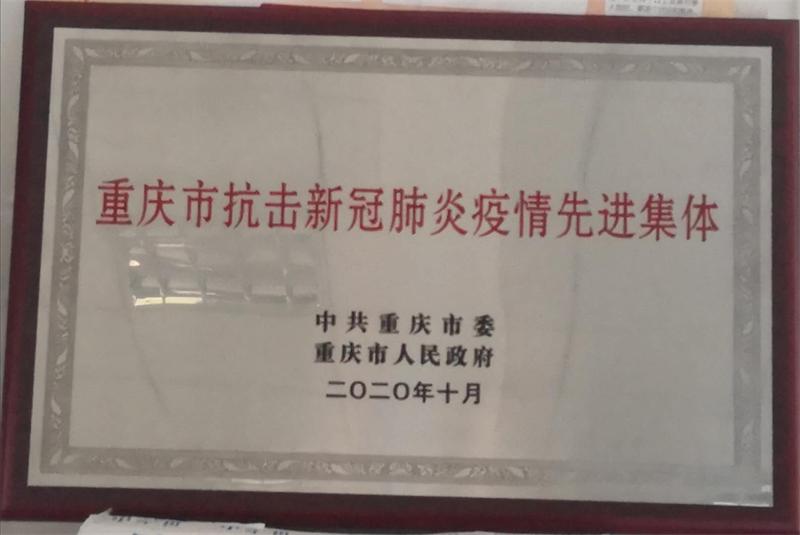 重庆市抗击新冠肺炎疫情先进集体
中共重庆市委
重庆市人民政府
二〇二〇年十月